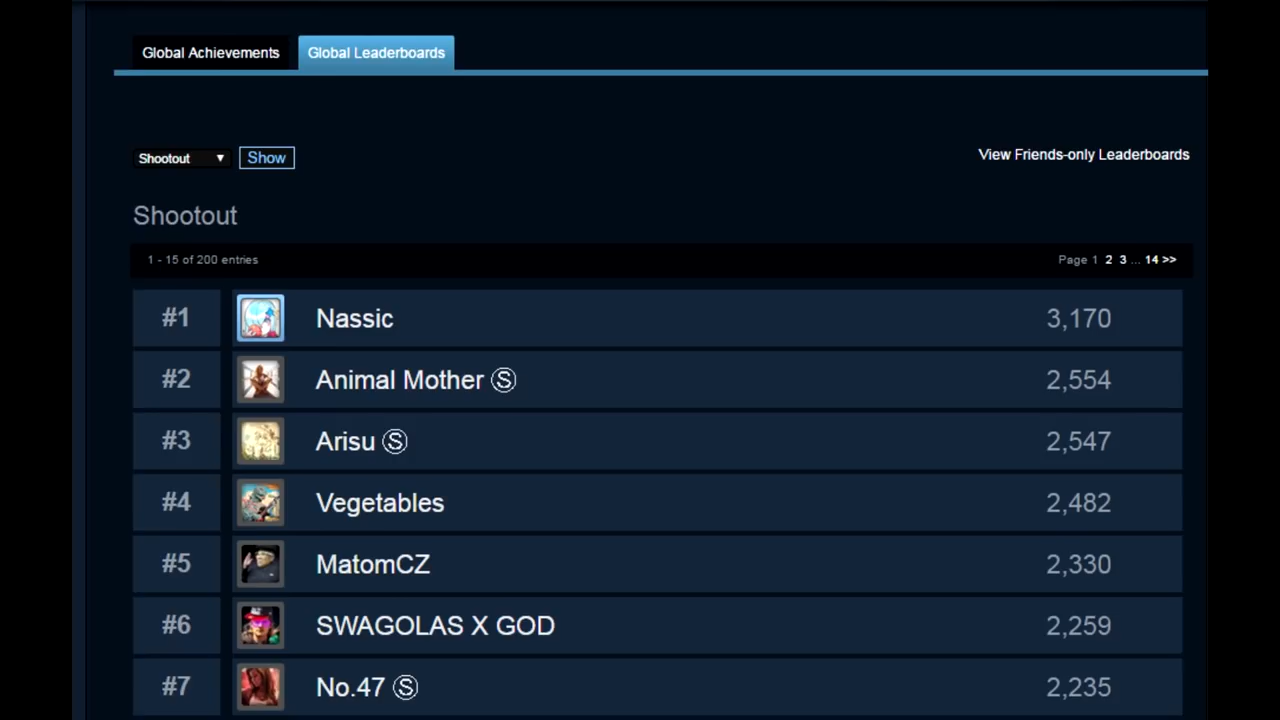 Global Achievements Global Leaderboards
Shootout ▼ Show View Friends-only Leaderboards
Shootout
1 - 15 of 200 entries Page 1 2 3 ... 14 >>
#1 Nassic 3,170
#2 Animal Mother Ⓢ 2,554
#3 Arisu Ⓢ 2,547
#4 Vegetables 2,482
#5 MatomCZ 2,330
#6 SWAGOLAS X GOD 2,259
#7 No.47 Ⓢ 2,235